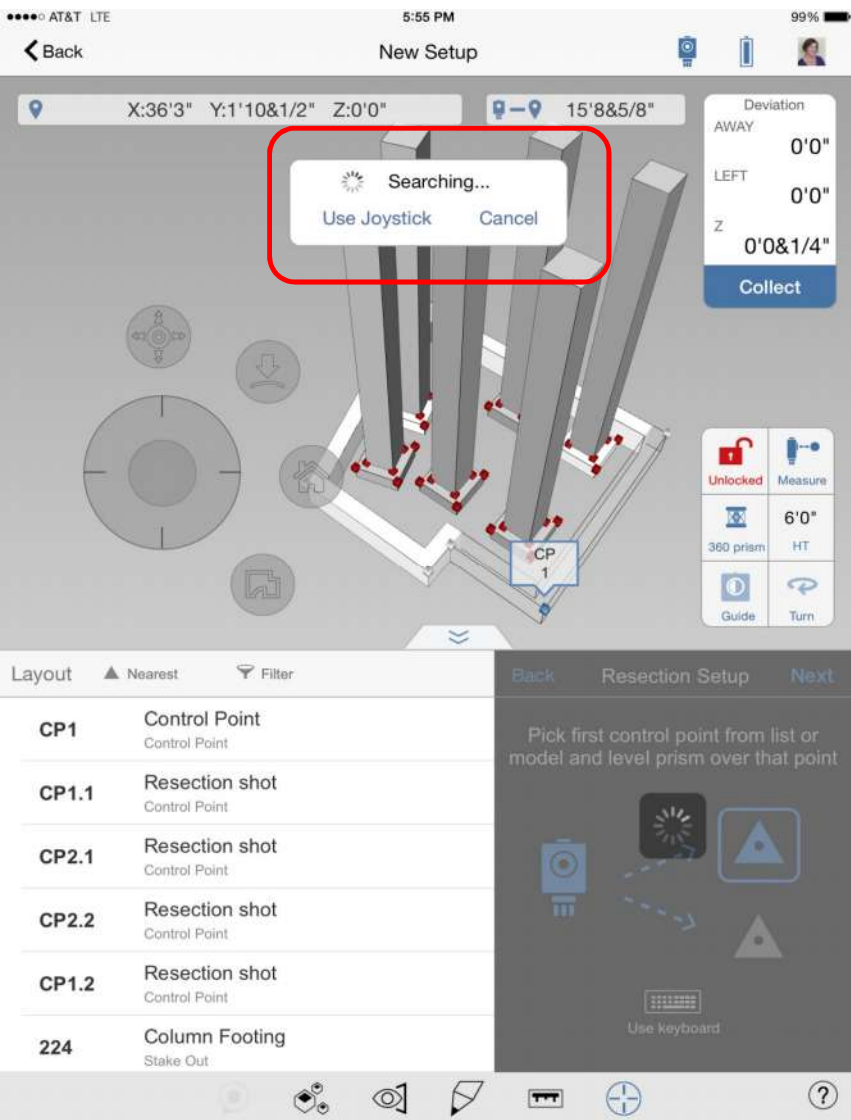 AT&T LTE 5:55 PM 99%
Back New Setup
X:36'3" Y:1'10&1/2" Z:0'0" 15'8&5/8"
Deviation
AWAY
0'0"
LEFT
0'0"
Z
0'0&1/4"
Collect
Searching...
Use Joystick Cancel
Unlocked Measure
6'0"
360 prism HT
Guide Turn
CP
1
Layout Nearest Filter
CP1 Control Point
Control Point
CP1.1 Resection shot
Control Point
CP2.1 Resection shot
Control Point
CP2.2 Resection shot
Control Point
CP1.2 Resection shot
Control Point
224 Column Footing
Stake Out
Back Resection Setup Next
Pick first control point from list or
model and level prism over that point
Use keyboard
?